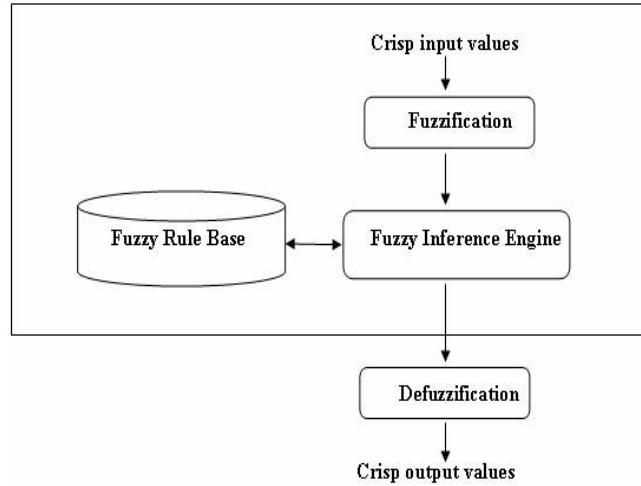 Crisp input values
Fuzzification
Fuzzy Rule Base
Fuzzy Inference Engine
Defuzzification
Crisp output values